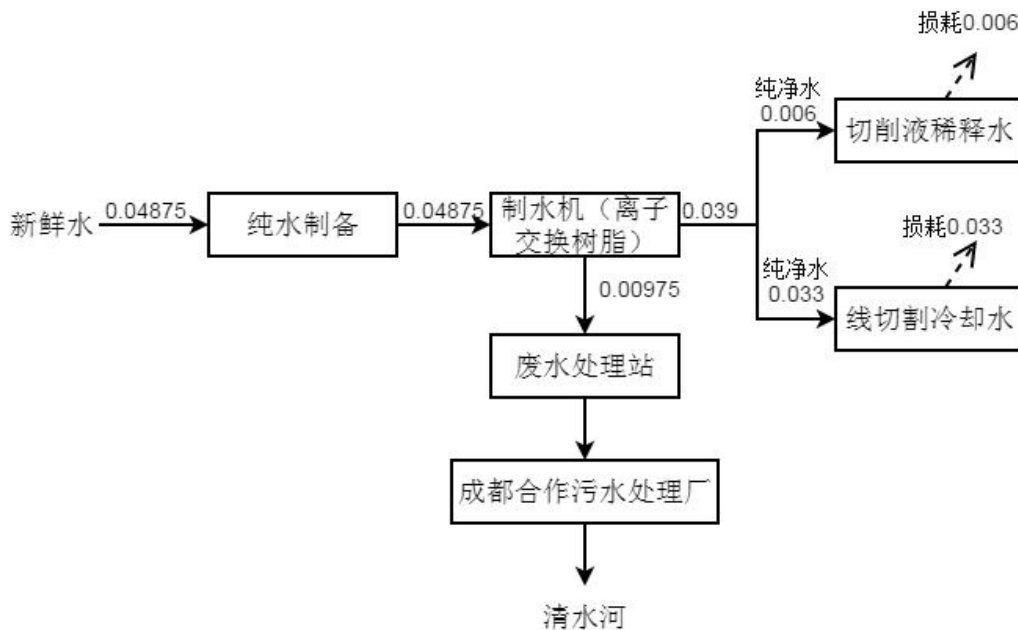 损耗0.006
纯净水
0.006
切削液稀释水
新鲜水
0.04875
纯水制备
0.04875
制水机（离子
交换树脂）
0.039
损耗0.033
纯净水
0.033
线切割冷却水
0.00975
废水处理站
成都合作污水处理厂
清水河